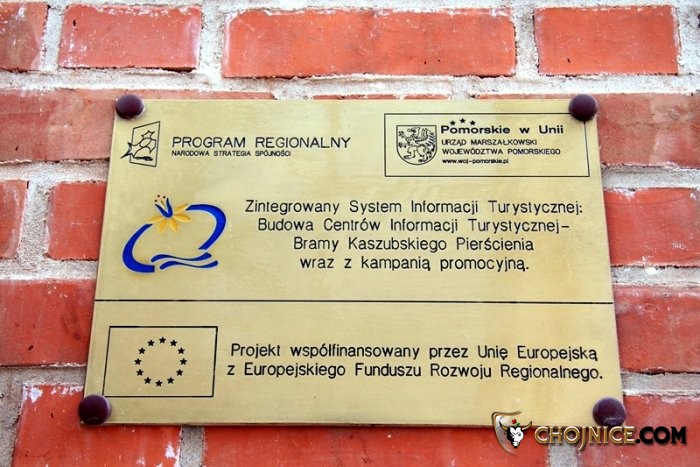 PROGRAM REGIONALNY
NARODOWA STRATEGIA SPÓJNOŚCI
Pomorskie w Unii
URZĄD MARSZAŁKOWSKI
WOJEWÓDZTWA POMORSKIEGO
www.woj-pomorskie.pl
Zintegrowany System Informacji Turystycznej:
Budowa Centrów Informacji Turystycznej–
Bramy Kaszubskiego Pierścienia
wraz z kampanią promocyjną.
Projekt współfinansowany przez Unię Europejską
z Europejskiego Funduszu Rozwoju Regionalnego.
CHOJNICE.COM